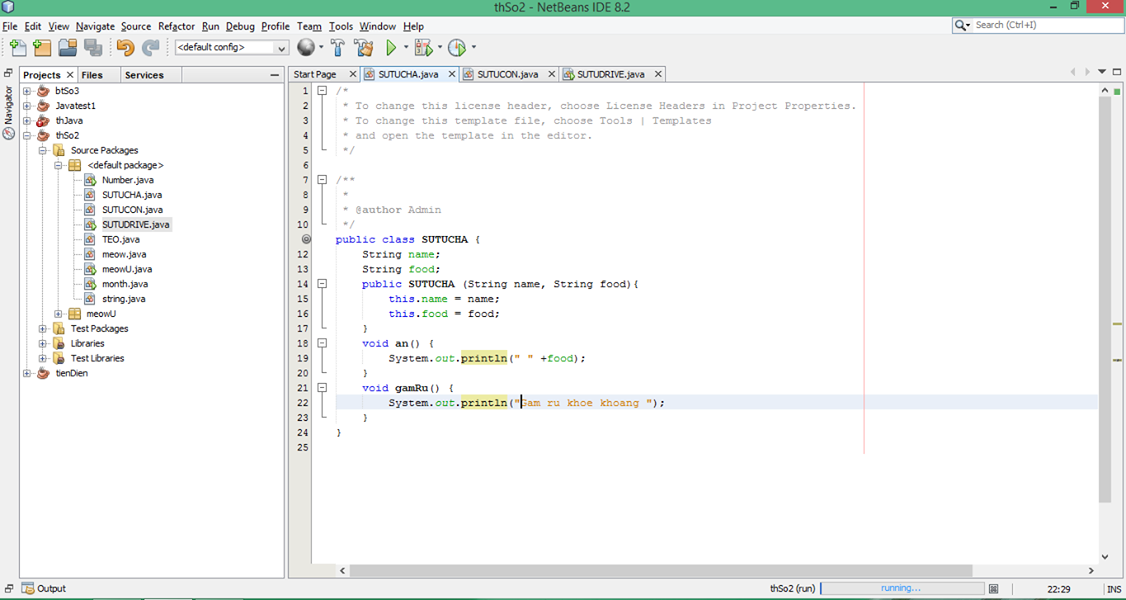 thSo2 - NetBeans IDE 8.2
File Edit View Navigate Source Refactor Run Debug Profile Team Tools Window Help
Search (Ctrl+I)
<default config>
Projects Files Services
Navigator
btSo3
Javatest1
thJava
thSo2
Source Packages
<default package>
Number.java
SUTUCHA.java
SUTUCON.java
SUTUDRIVE.java
TEO.java
meow.java
meowU.java
month.java
string.java
meowU
Test Packages
Libraries
Test Libraries
tienDien
Start Page SUTUCHA.java SUTUCON.java SUTUDRIVE.java
1 /*
2 * To change this license header, choose License Headers in Project Properties.
3 * To change this template file, choose Tools | Templates
4 * and open the template in the editor.
5 */
6
7 /**
8 *
9 * @author Admin
10 */
public class SUTUCHA {
12 String name;
13 String food;
14 public SUTUCHA (String name, String food){
15 this.name = name;
16 this.food = food;
17 }
18 void an() {
19 System.out.println(" " +food);
20 }
21 void gamRu() {
22 System.out.println("Gam ru khoe khoang ");
23 }
24 }
25
Output
thSo2 (run) running... 22:29 INS